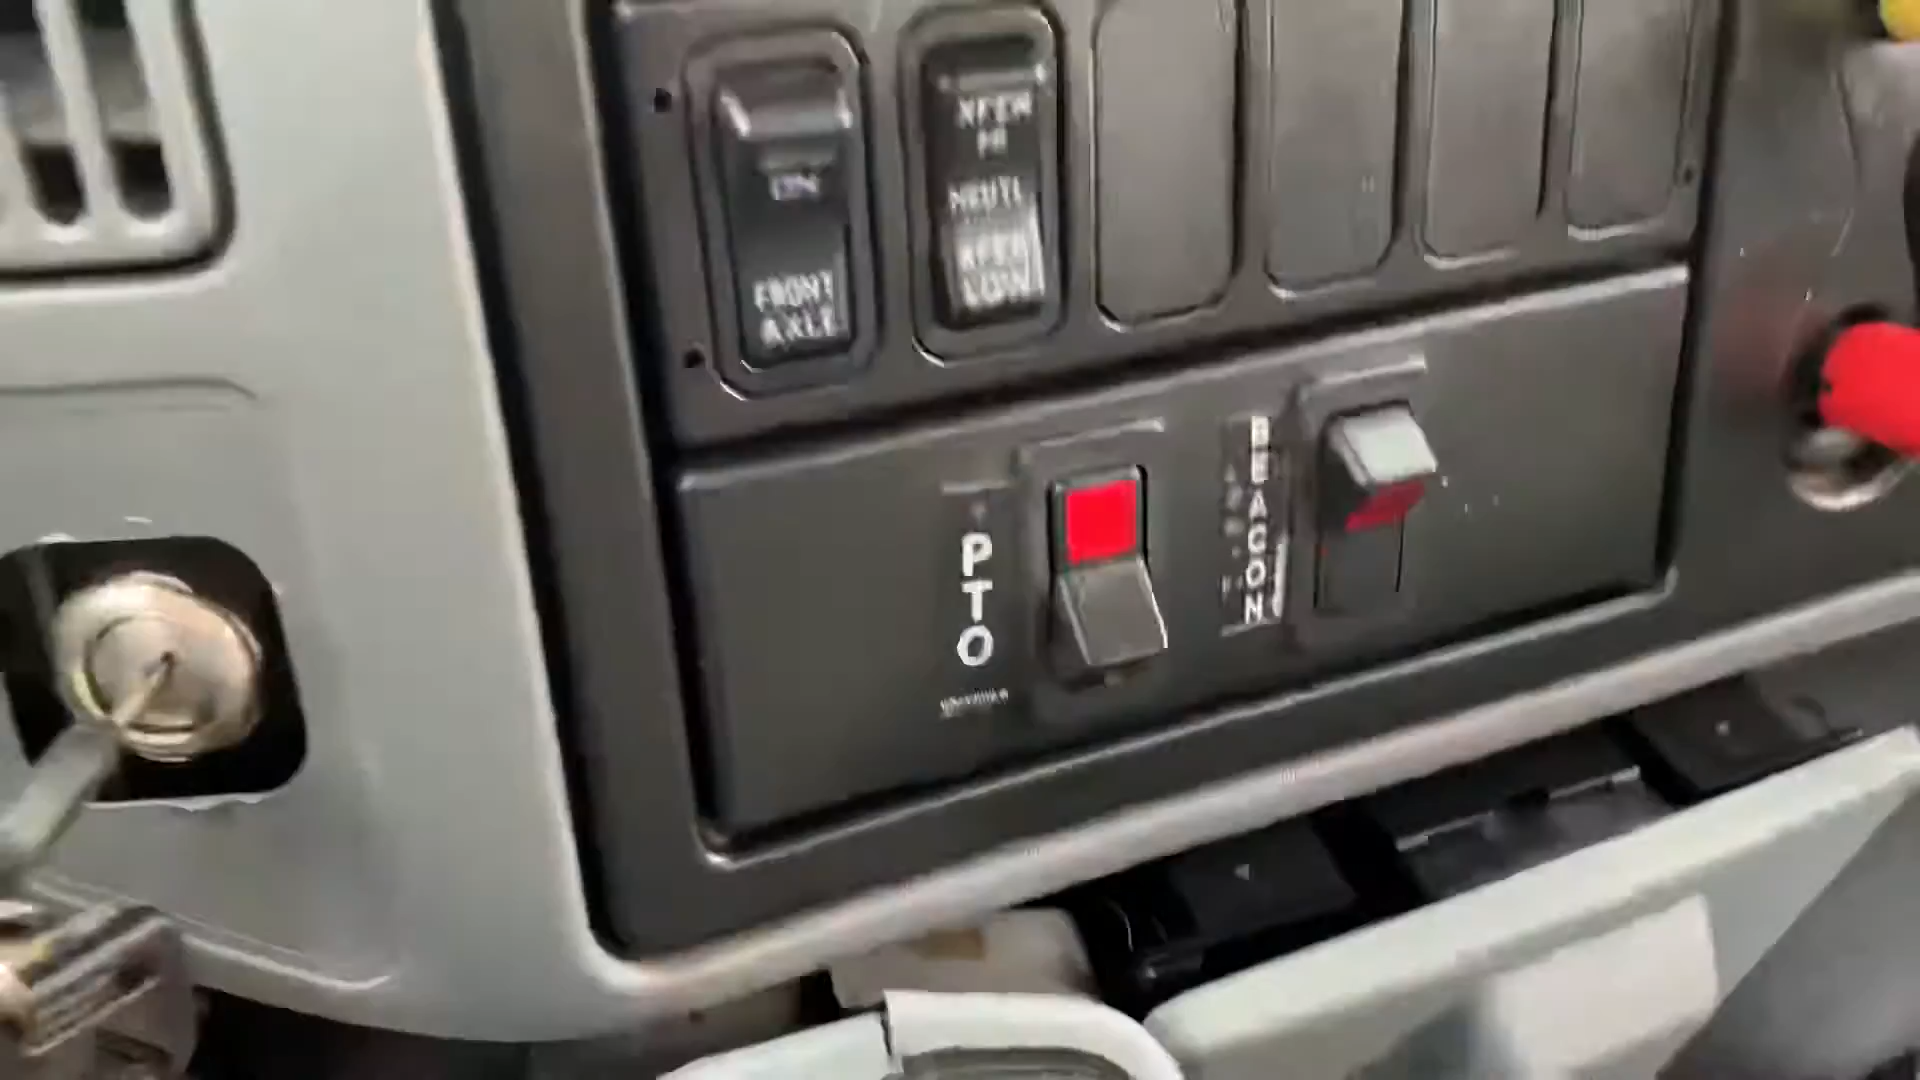 ON
FRONT
AXLE
XFER
HI
NEUTL
XFER
LOW
PTO
BEACON